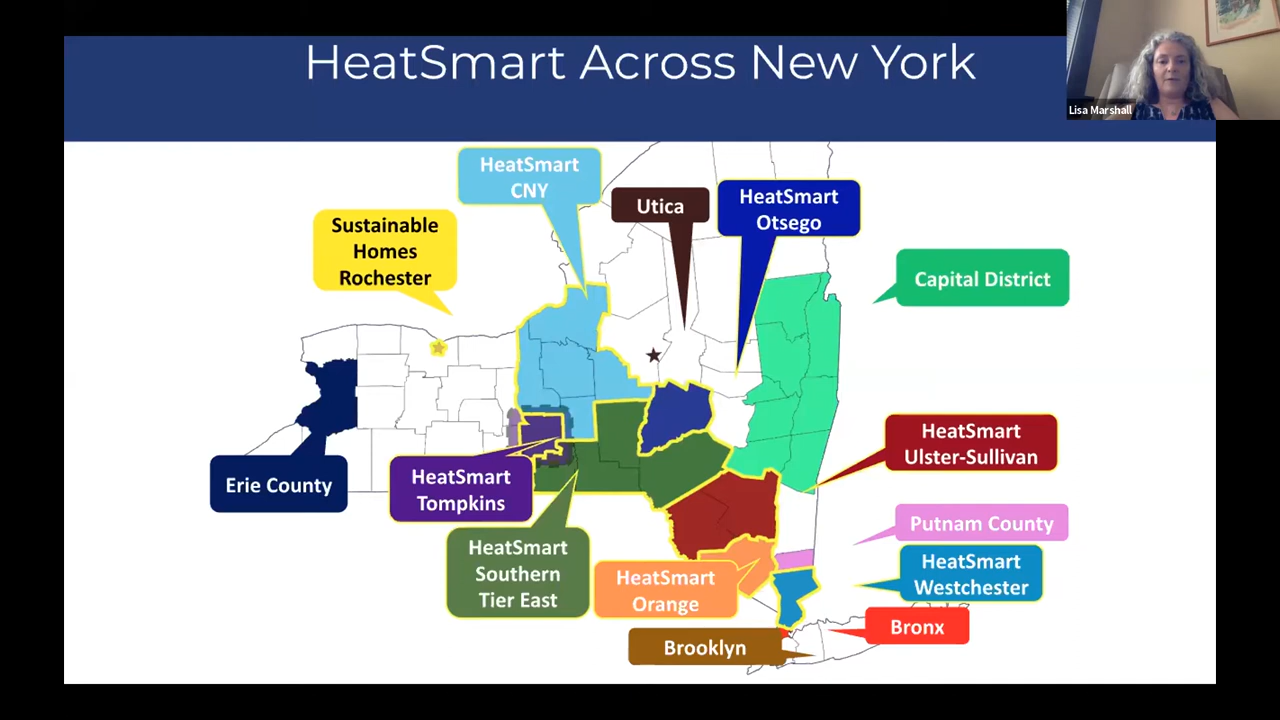 HeatSmart Across New York
Lisa Marshall
HeatSmart
CNY
Utica
HeatSmart
Otsego
Sustainable
Homes
Rochester
Capital District
HeatSmart
Ulster-Sullivan
Erie County
HeatSmart
Tompkins
Putnam County
HeatSmart
Southern
Tier East
HeatSmart
Orange
HeatSmart
Westchester
Bronx
Brooklyn